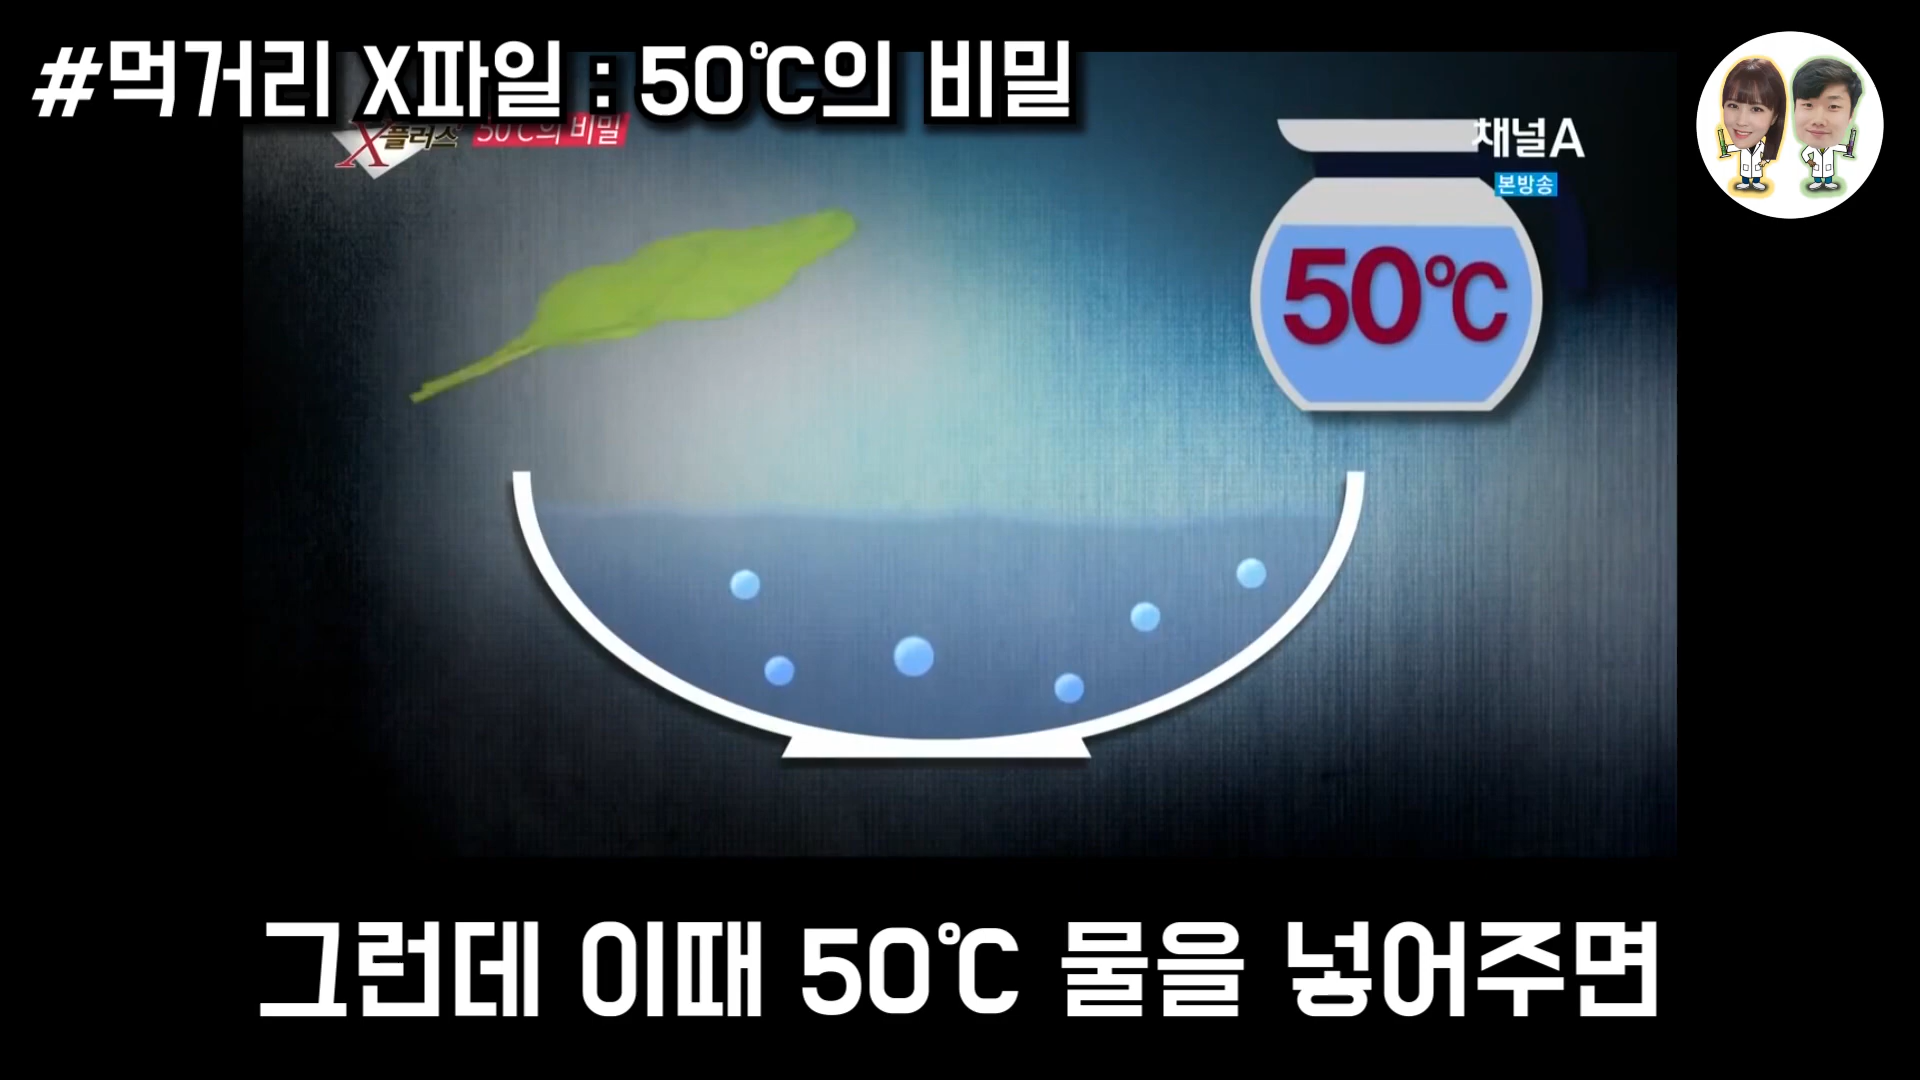 #먹거리 X파일 : 50℃의 비밀
X플러스 50℃의 비밀
채널A
본방송
50℃
그런데 이때 50℃ 물을 넣어주면